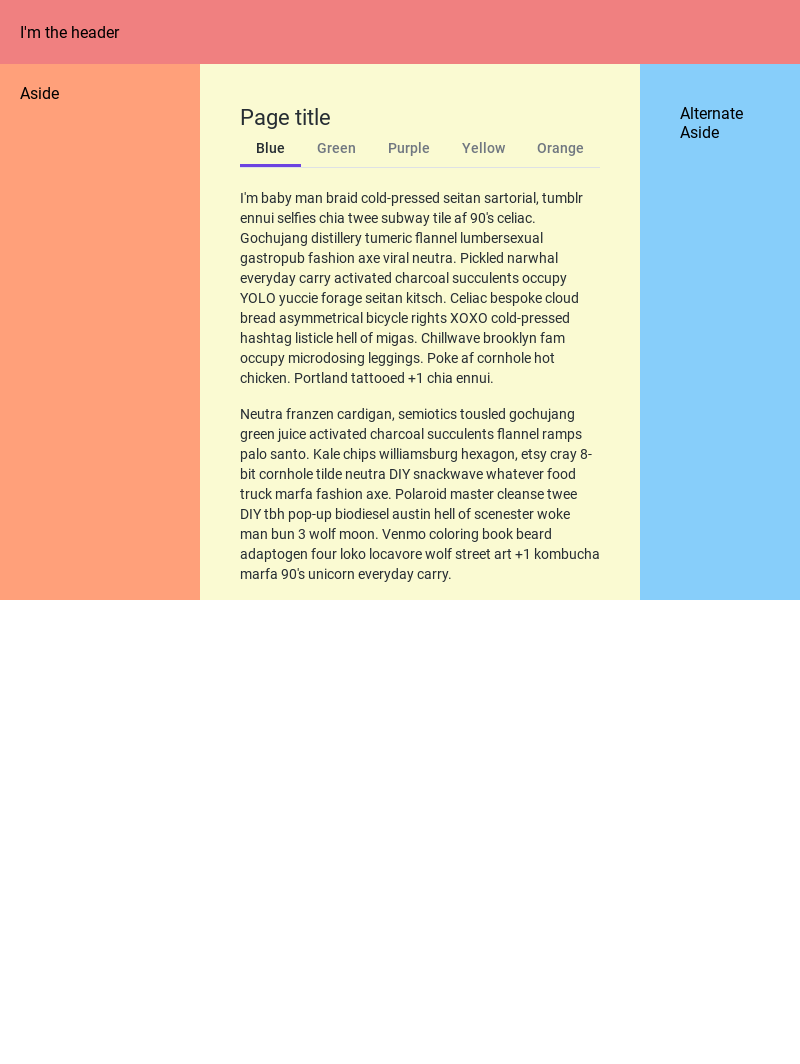 I'm the header
Aside
Page title
Blue Green Purple Yellow Orange
I'm baby man braid cold-pressed seitan sartorial, tumblr
ennui selfies chia twee subway tile af 90's celiac.
Gochujang distillery tumeric flannel lumbersexual
gastropub fashion axe viral neutra. Pickled narwhal
everyday carry activated charcoal succulents occupy
YOLO yuccie forage seitan kitsch. Celiac bespoke cloud
bread asymmetrical bicycle rights XOXO cold-pressed
hashtag listicle hell of migas. Chillwave brooklyn fam
occupy microdosing leggings. Poke af cornhole hot
chicken. Portland tattooed +1 chia ennui.
Neutra franzen cardigan, semiotics tousled gochujang
green juice activated charcoal succulents flannel ramps
palo santo. Kale chips williamsburg hexagon, etsy cray 8-
bit cornhole tilde neutra DIY snackwave whatever food
truck marfa fashion axe. Polaroid master cleanse twee
DIY tbh pop-up biodiesel austin hell of scenester woke
man bun 3 wolf moon. Venmo coloring book beard
adaptogen four loko locavore wolf street art +1 kombucha
marfa 90's unicorn everyday carry.
Alternate
Aside